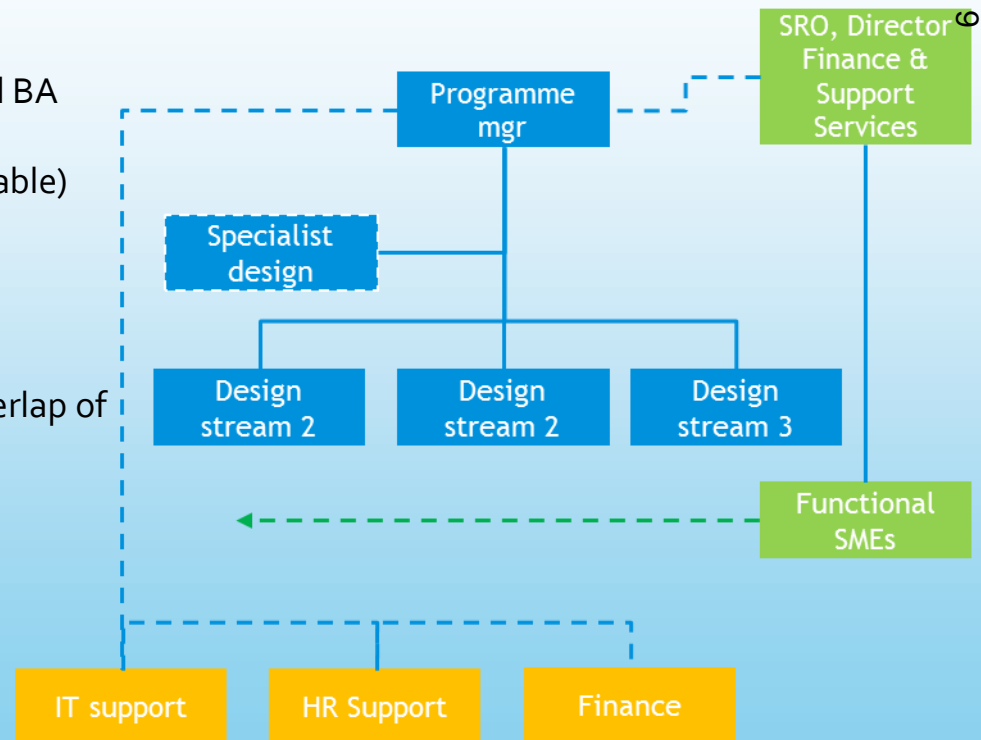 6
SRO, Director
Finance &
Support
Services
BA
Programme
mgr
able)
Specialist
design
erlap of
Design
stream 2
Design
stream 2
Design
stream 3
Functional
SMEs
IT support
HR Support
Finance